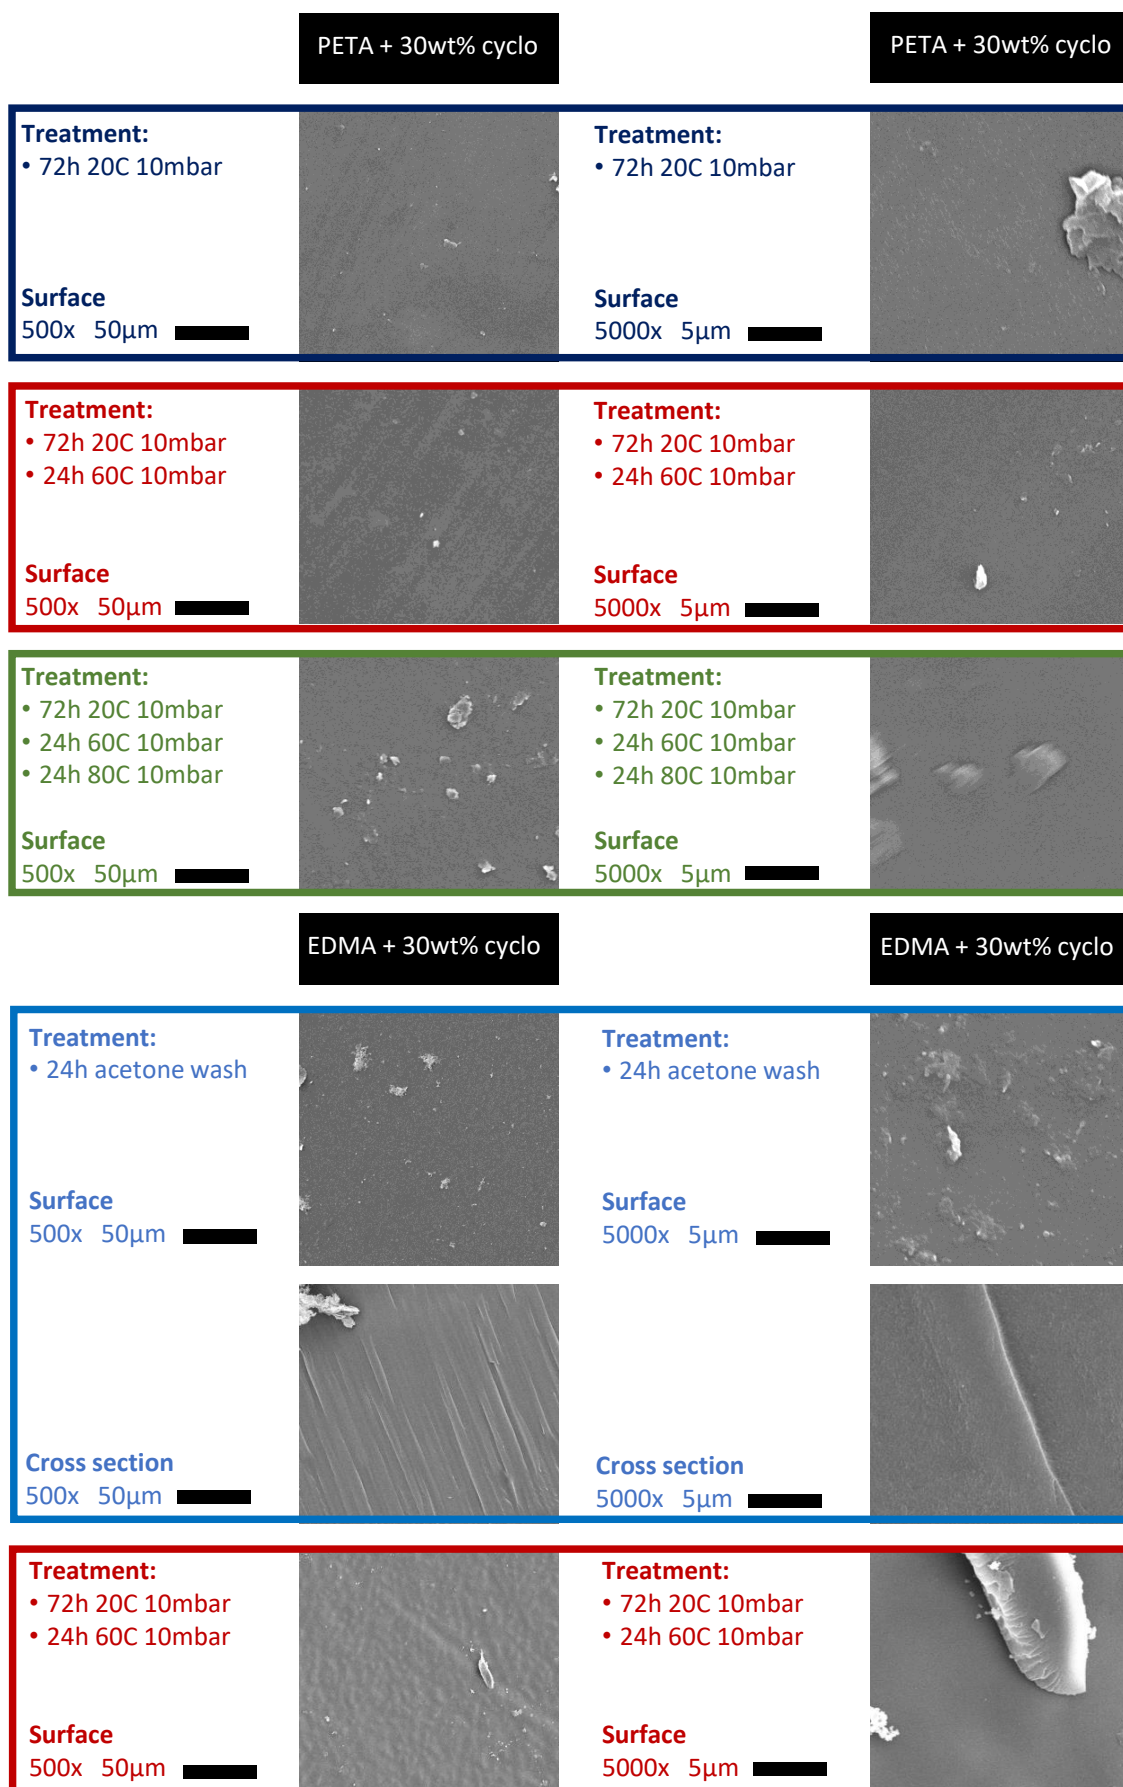 PETA + 30wt% cyclo
PETA + 30wt% cyclo
Treatment:
• 72h 20C 10mbar
Surface
500x 50µm
Treatment:
• 72h 20C 10mbar
Surface
5000x 5µm
Treatment:
• 72h 20C 10mbar
• 24h 60C 10mbar
Surface
500x 50µm
Treatment:
• 72h 20C 10mbar
• 24h 60C 10mbar
Surface
5000x 5µm
Treatment:
• 72h 20C 10mbar
• 24h 60C 10mbar
• 24h 80C 10mbar
Surface
500x 50µm
Treatment:
• 72h 20C 10mbar
• 24h 60C 10mbar
• 24h 80C 10mbar
Surface
5000x 5µm
EDMA + 30wt% cyclo
EDMA + 30wt% cyclo
Treatment:
• 24h acetone wash
Surface
500x 50µm
Treatment:
• 24h acetone wash
Surface
5000x 5µm
Cross section
500x 50µm
Cross section
5000x 5µm
Treatment:
• 72h 20C 10mbar
• 24h 60C 10mbar
Surface
500x 50µm
Treatment:
• 72h 20C 10mbar
• 24h 60C 10mbar
Surface
5000x 5µm